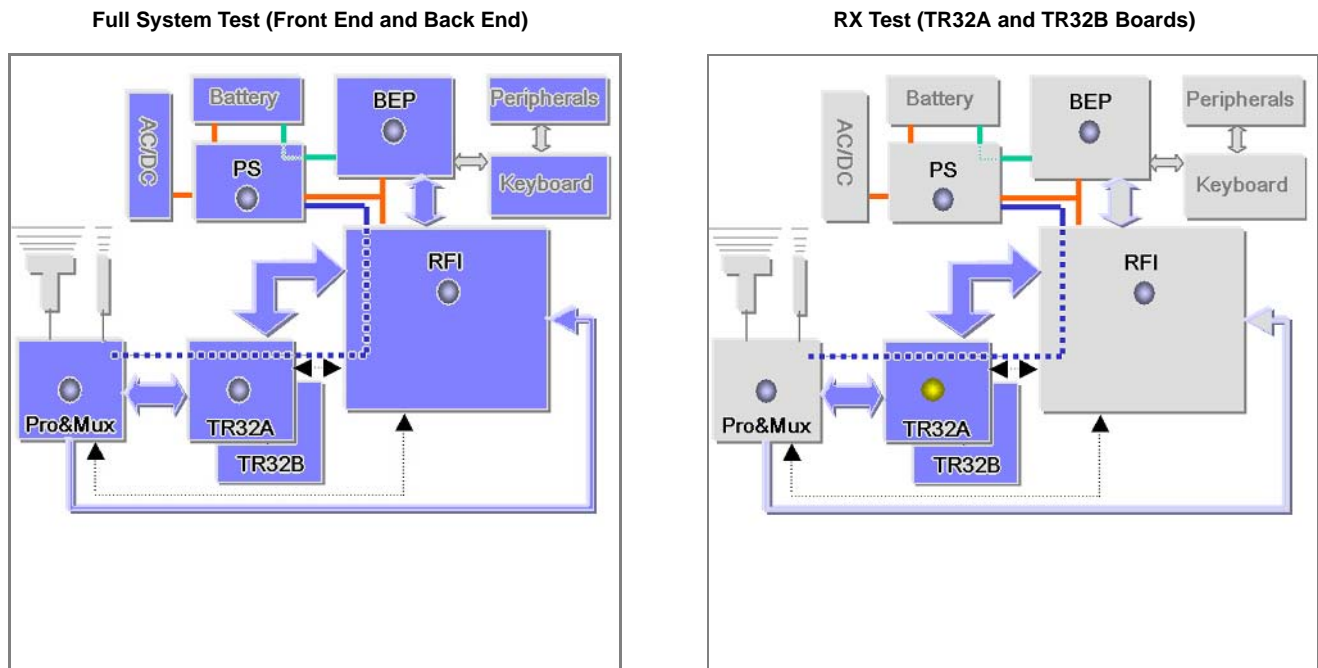 Full System Test (Front End and Back End)
Battery
BEP
Peripherals
AC/DC
PS
Keyboard
RFI
Pro&Mux
TR32A
TR32B
RX Test (TR32A and TR32B Boards)
Battery
BEP
Peripherals
AC/DC
PS
Keyboard
RFI
Pro&Mux
TR32A
TR32B